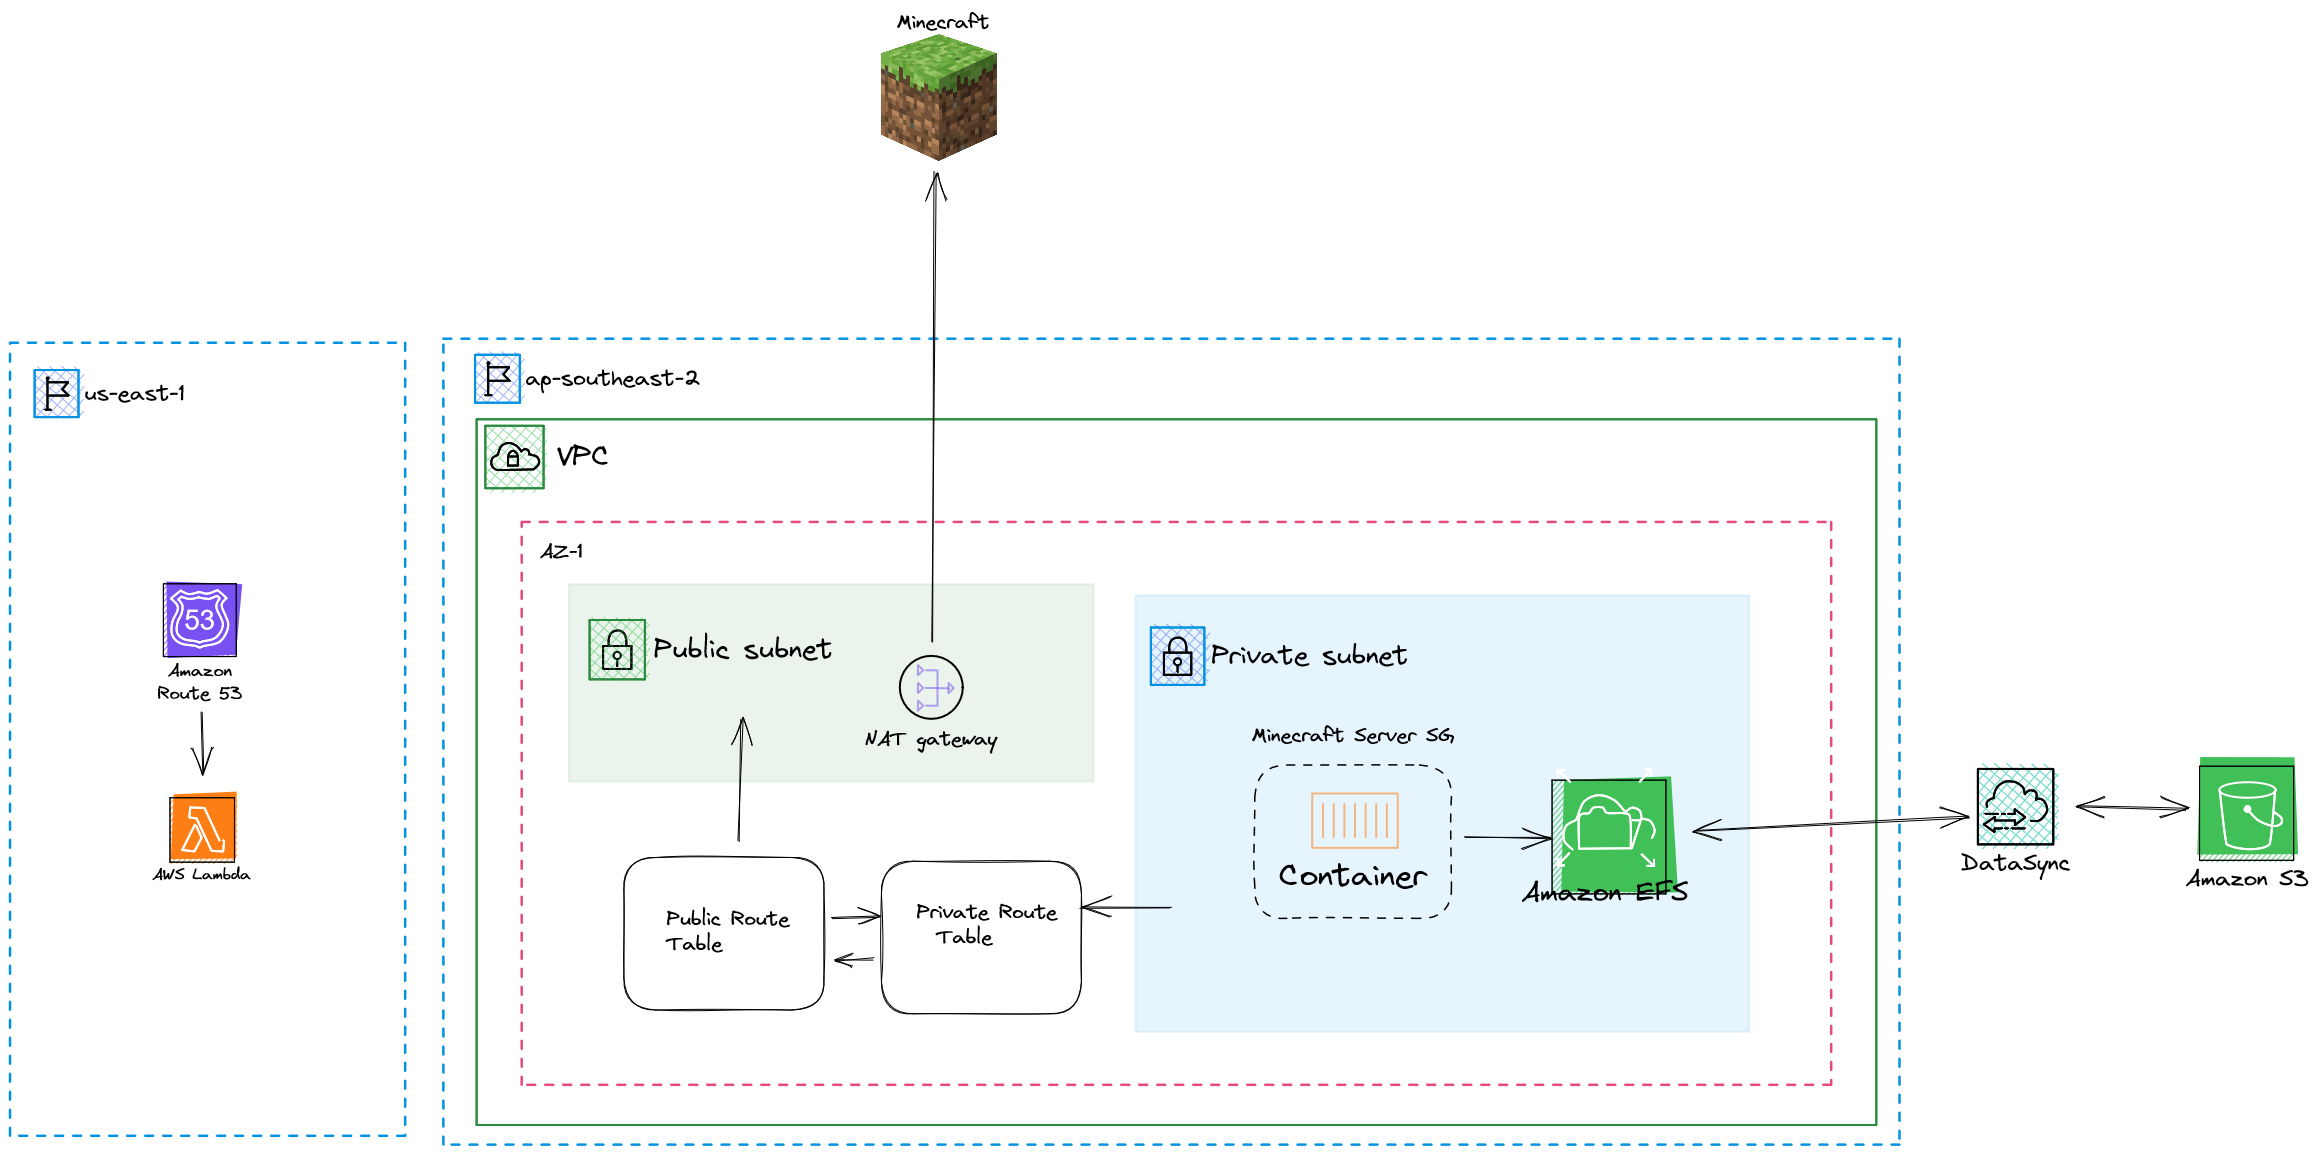 Minecraft
us-east-1
ap-southeast-2
VPC
AZ-1
Public subnet
NAT gateway
Private subnet
Minecraft Server SG
Container
Amazon EFS
53
Amazon
Route 53
AWS Lambda
Public Route
Table
Private Route
Table
DataSync
Amazon S3